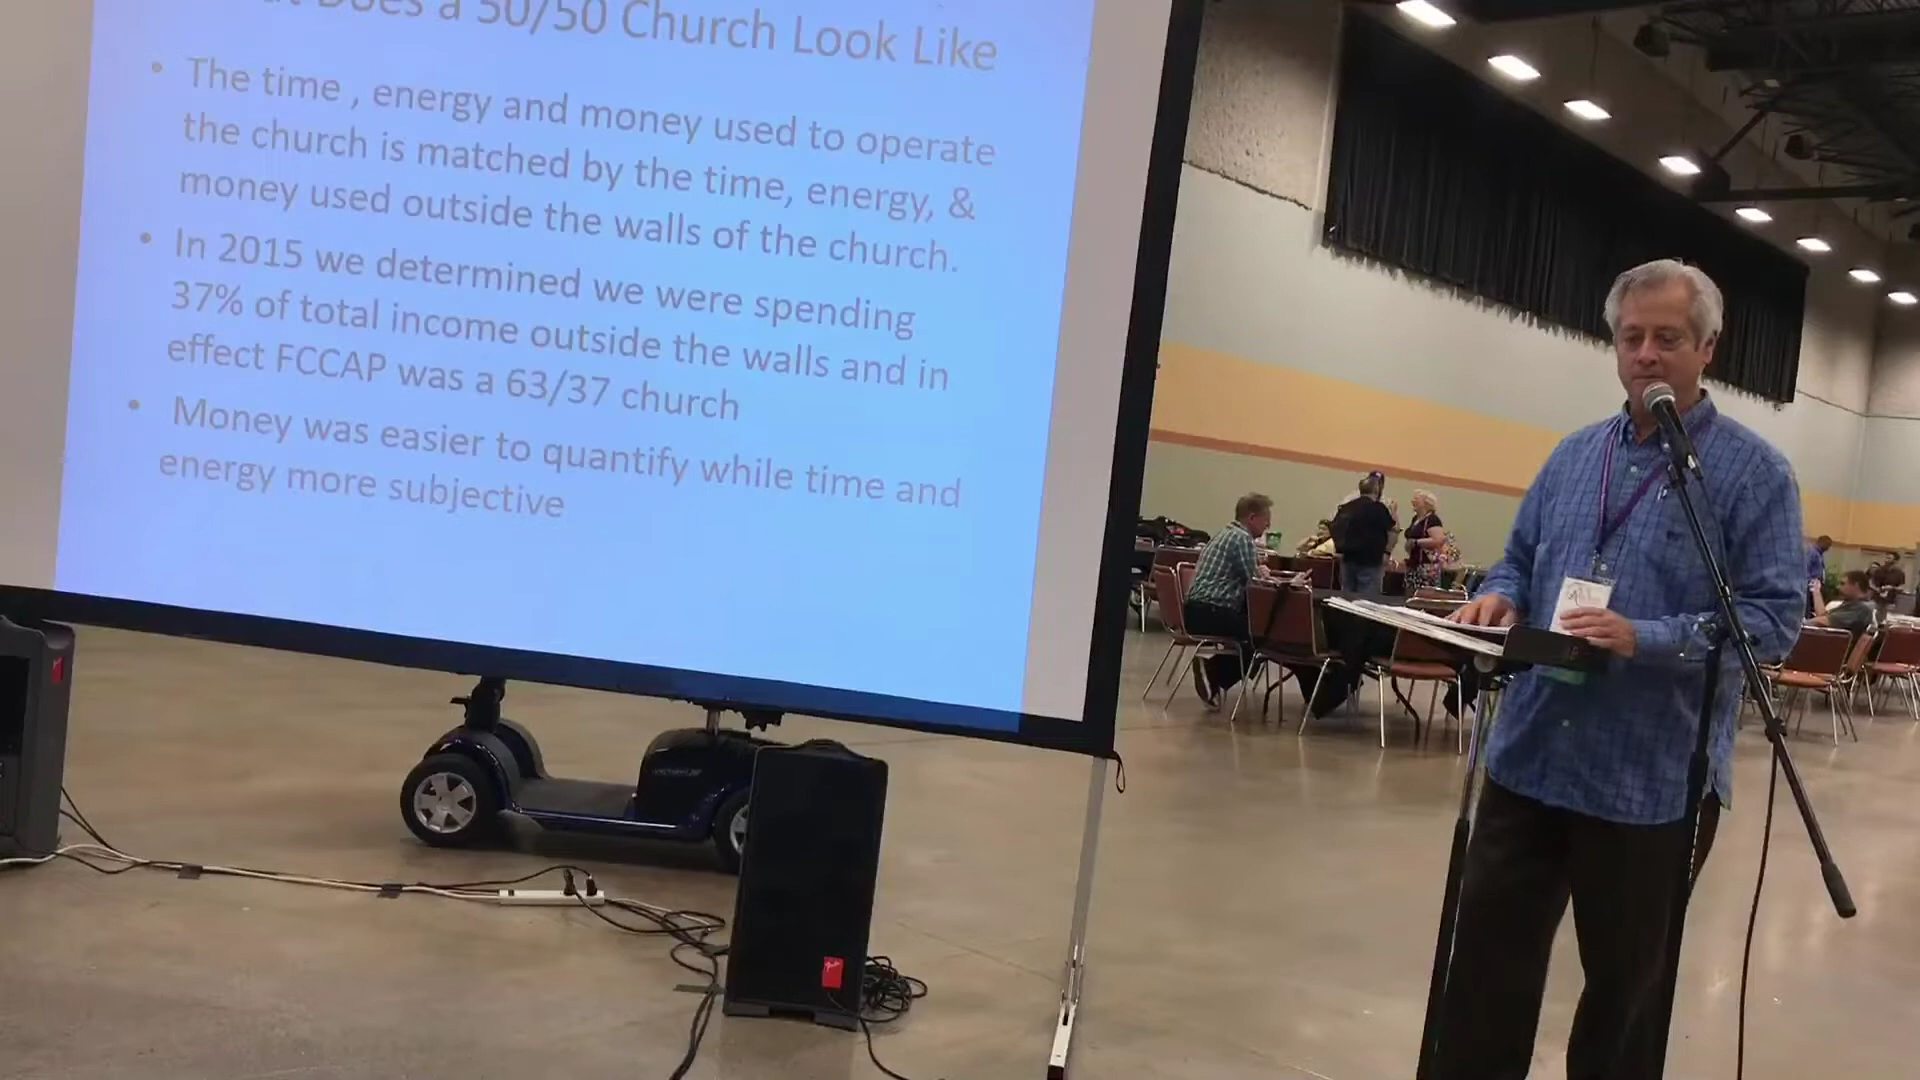 Does a 50/50 Church Look Like
• The time , energy and money used to operate
the church is matched by the time, energy, &
money used outside the walls of the church.
• In 2015 we determined we were spending
37% of total income outside the walls and in
effect FCCAP was a 63/37 church
• Money was easier to quantify while time and
energy more subjective
Fender